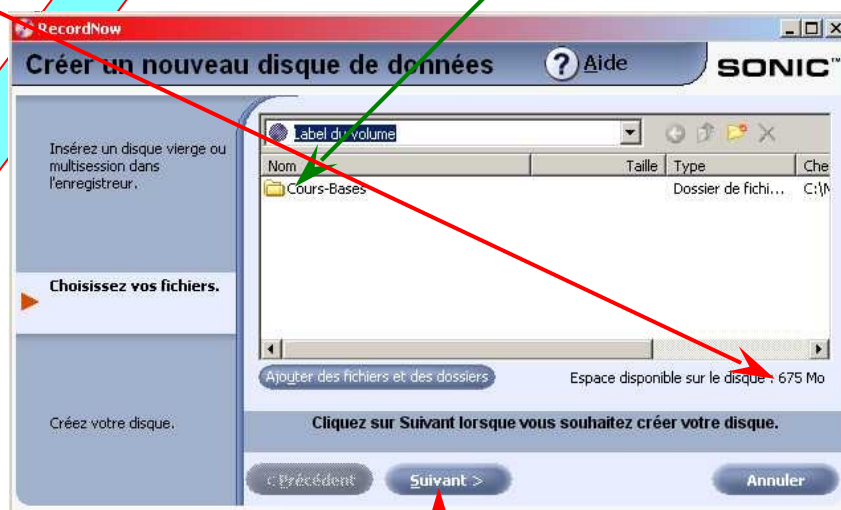 RecordNow
Créer un nouveau disque de données
Aide
SONIC™
Insérez un disque vierge ou
multisession dans
l'enregistreur.
Label du volume
Nom Taille Type Che
Cours-Bases Dossier de fichi... C:\
Choisissez vos fichiers.
Ajouter des fichiers et des dossiers
Espace disponible sur le disque : 675 Mo
Créez votre disque.
Cliquez sur Suivant lorsque vous souhaitez créer votre disque.
< Précédent
Suivant >
Annuler